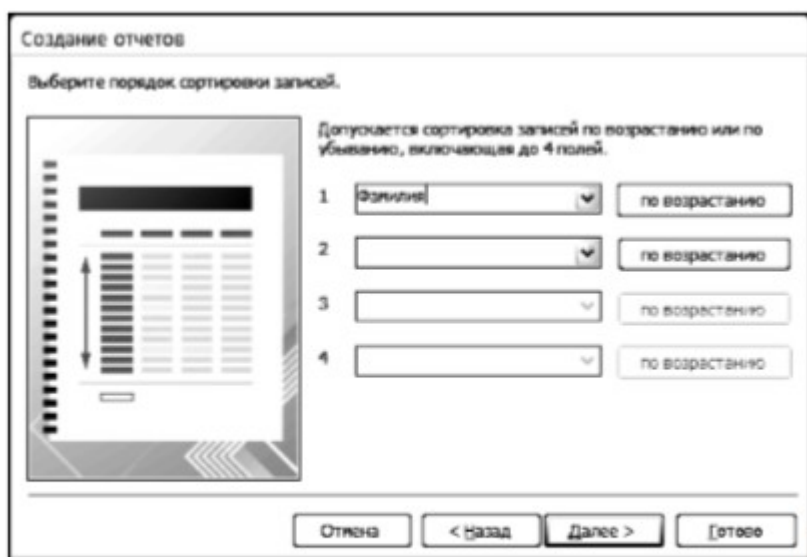 Создание отчетов
Выберите порядок сортировки записей.
Допускается сортировка записей по возрастанию или по
убыванию, включающая до 4 полей.
1 Фамилия по возрастанию
2 по возрастанию
3 по возрастанию
4 по возрастанию
Отмена < Назад Далее > Готово